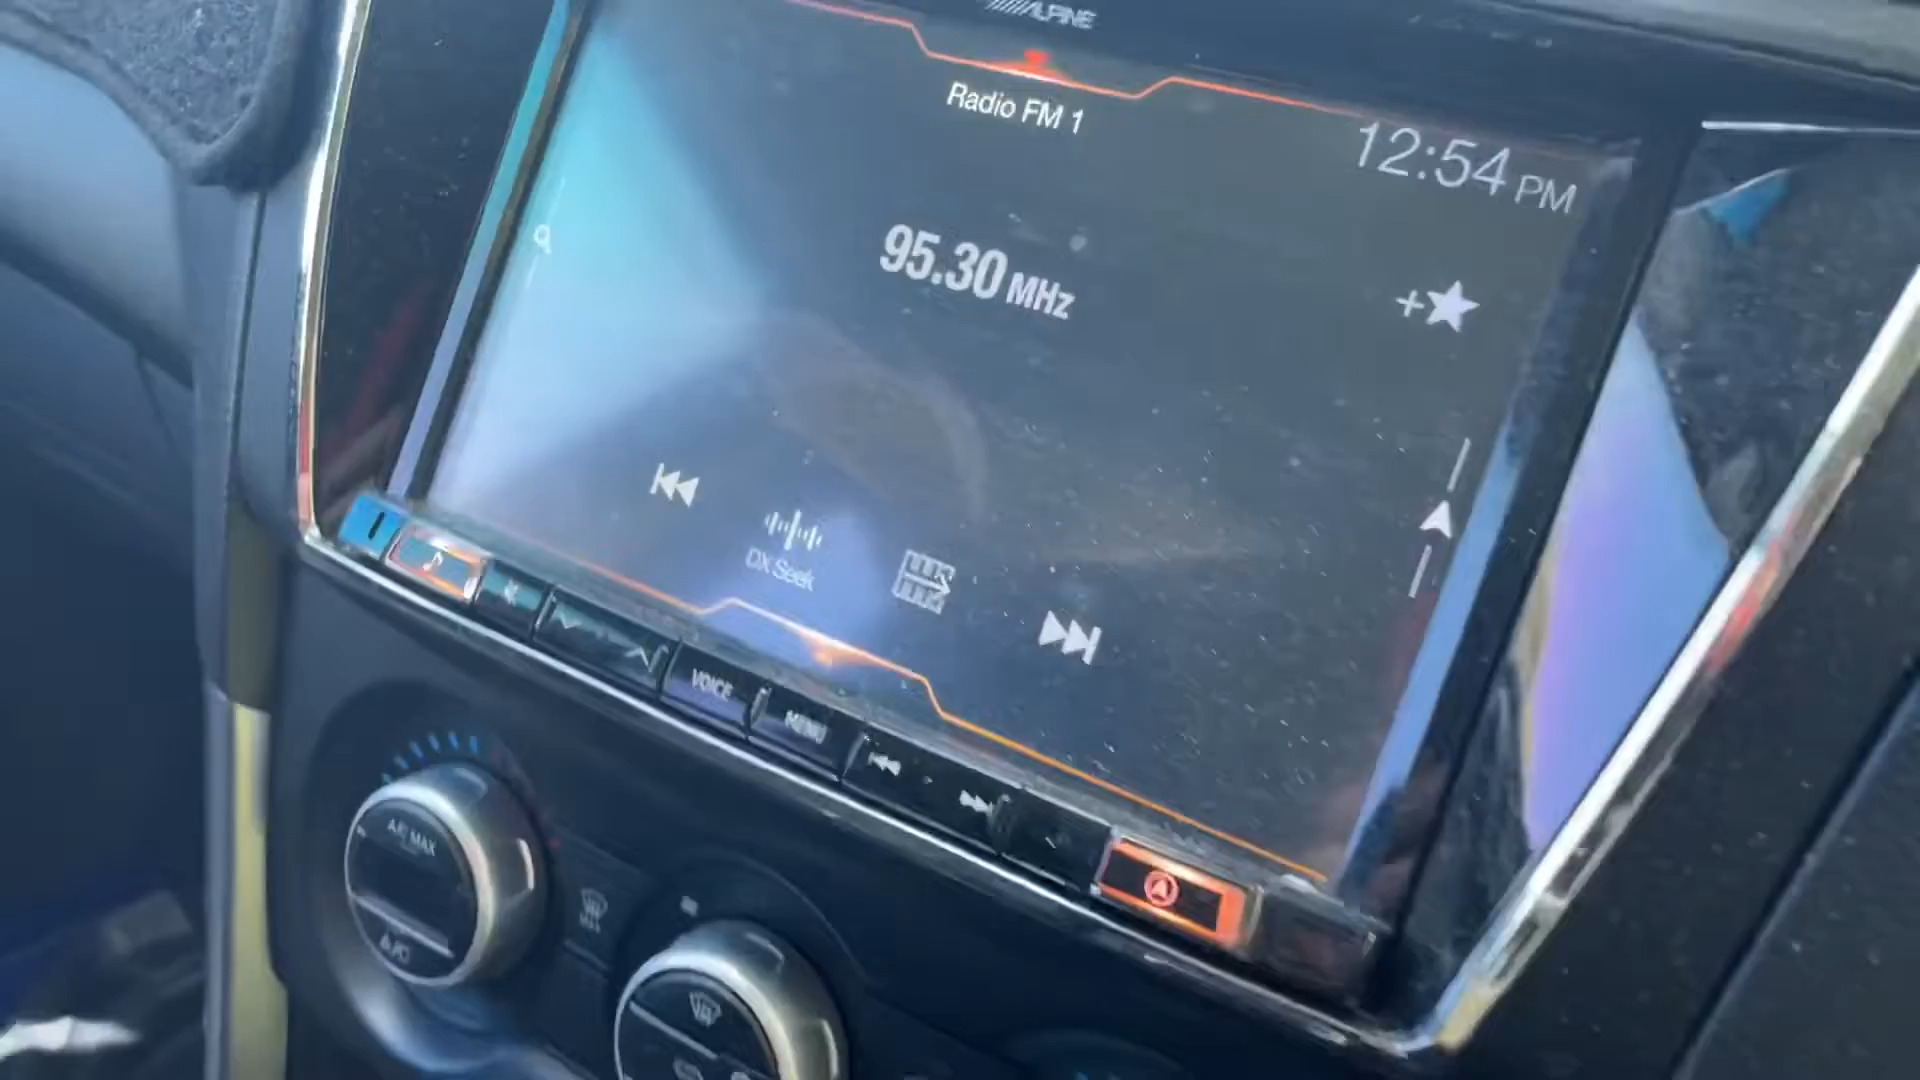 ALPINE
Radio FM 1
12:54 PM
95.30 MHz
DX Seek
VOICE
MENU
A/C MAX
A/C